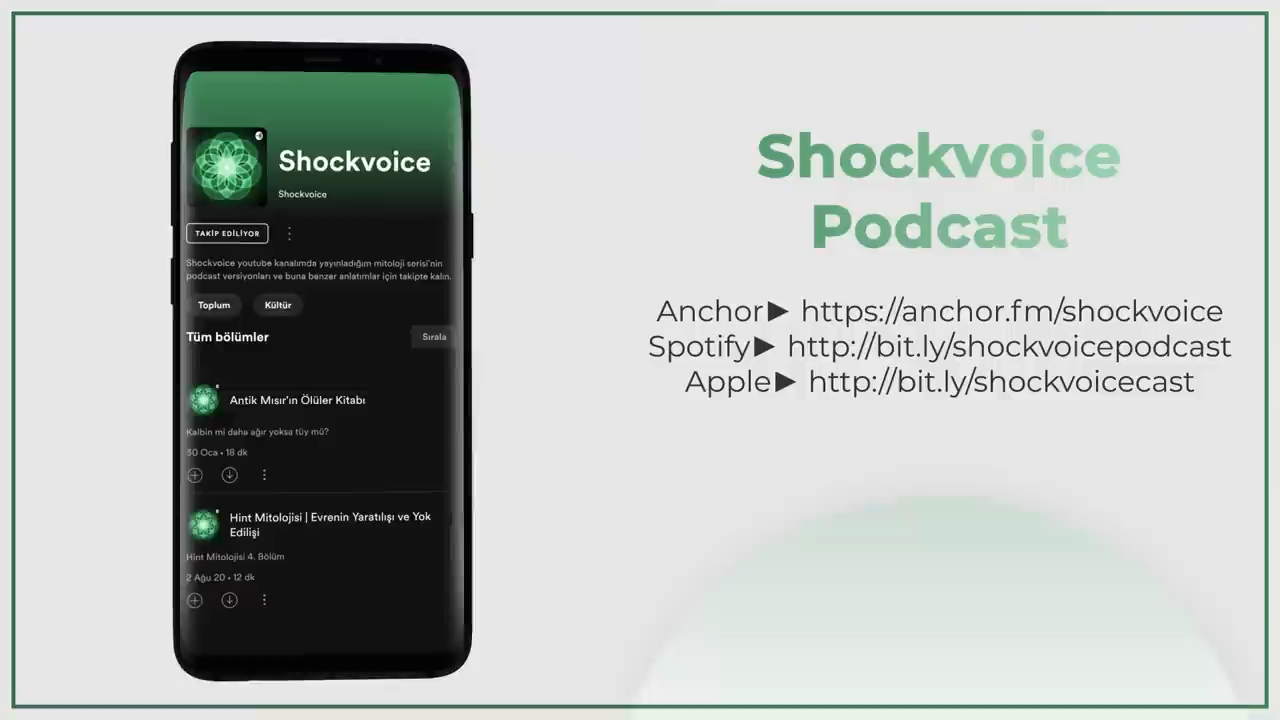 Shockvoice
Shockvoice
TAKİP EDİLİYOR
Shockvoice youtube kanalımda yayınladığım mitoloji serisi'nin
podcast versiyonları ve buna benzer anlatımlar için takipte kalın.
Toplum Kültür
Tüm bölümler Sırala
Antik Mısır'ın Ölüler Kitabı
Kalbin mi daha ağır yoksa tüy mü?
30 Oca • 18 dk
Hint Mitolojisi | Evrenin Yaratılışı ve Yok
Edilişi
Hint Mitolojisi 4. Bölüm
2 Ağu 20 • 12 dk
Shockvoice
Podcast
Anchor► https://anchor.fm/shockvoice
Spotify► http://bit.ly/shockvoicepodcast
Apple► http://bit.ly/shockvoicecast